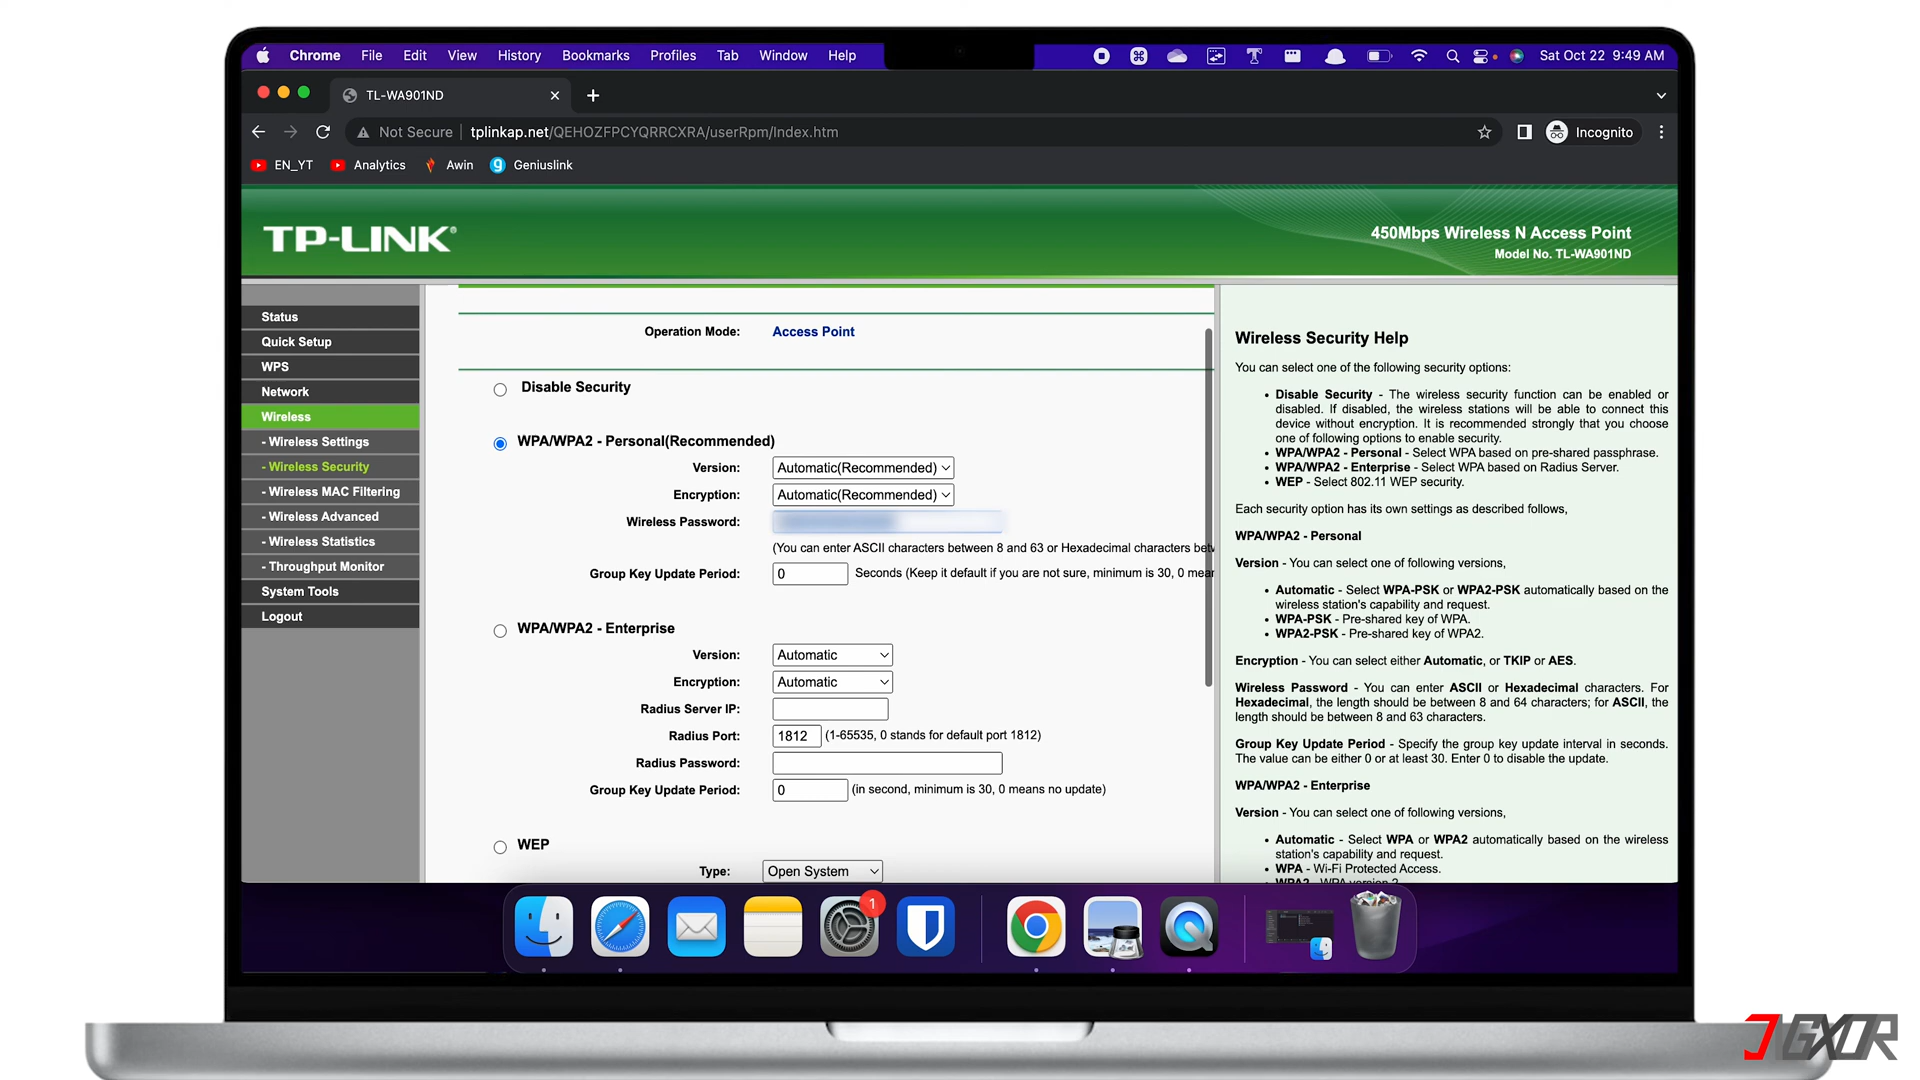 Chrome File Edit View History Bookmarks Profiles Tab Window Help Sat Oct 22 9:49 AM
TL-WA901ND
Not Secure tplinkap.net/QEHOZFPCYQRRCXRA/userRpm/Index.htm Incognito
EN_YT Analytics Awin Geniuslink
TP-LINK®
450Mbps Wireless N Access Point
Model No. TL-WA901ND
Status
Quick Setup
WPS
Network
Wireless
- Wireless Settings
- Wireless Security
- Wireless MAC Filtering
- Wireless Advanced
- Wireless Statistics
- Throughput Monitor
System Tools
Logout
Operation Mode: Access Point
Disable Security
WPA/WPA2 - Personal(Recommended)
Version: Automatic(Recommended)
Encryption: Automatic(Recommended)
Wireless Password:
(You can enter ASCII characters between 8 and 63 or Hexadecimal characters
Group Key Update Period: 0 Seconds (Keep it default if you are not sure, minimum is 30, 0
WPA/WPA2 - Enterprise
Version: Automatic
Encryption: Automatic
Radius Server IP:
Radius Port: 1812 (1-65535, 0 stands for default port 1812)
Radius Password:
Group Key Update Period: 0 (in second, minimum is 30, 0 means no update)
WEP
Type: Open System
Wireless Security Help
You can select one of the following security options:
• Disable Security - The wireless security function can be enabled or
disabled. If disabled, the wireless stations will be able to connect this
device without encryption. It is recommended strongly that you choose
one of following options to enable security.
• WPA/WPA2 - Personal - Select WPA based on pre-shared passphrase.
• WPA/WPA2 - Enterprise - Select WPA based on Radius Server.
• WEP - Select 802.11 WEP security.
Each security option has its own settings as described follows,
WPA/WPA2 - Personal
Version - You can select one of following versions,
• Automatic - Select WPA-PSK or WPA2-PSK automatically based on the
wireless station's capability and request.
• WPA-PSK - Pre-shared key of WPA.
• WPA2-PSK - Pre-shared key of WPA2.
Encryption - You can select either Automatic, or TKIP or AES.
Wireless Password - You can enter ASCII or Hexadecimal characters. For
Hexadecimal, the length should be between 8 and 64 characters; for ASCII, the
length should be between 8 and 63 characters.
Group Key Update Period - Specify the group key update interval in seconds.
The value can be either 0 or at least 30. Enter 0 to disable the update.
WPA/WPA2 - Enterprise
Version - You can select one of following versions,
• Automatic - Select WPA or WPA2 automatically based on the wireless
station's capability and request.
• WPA - Wi-Fi Protected Access.
• WPA2 - WPA version 2.
1
JGXOR